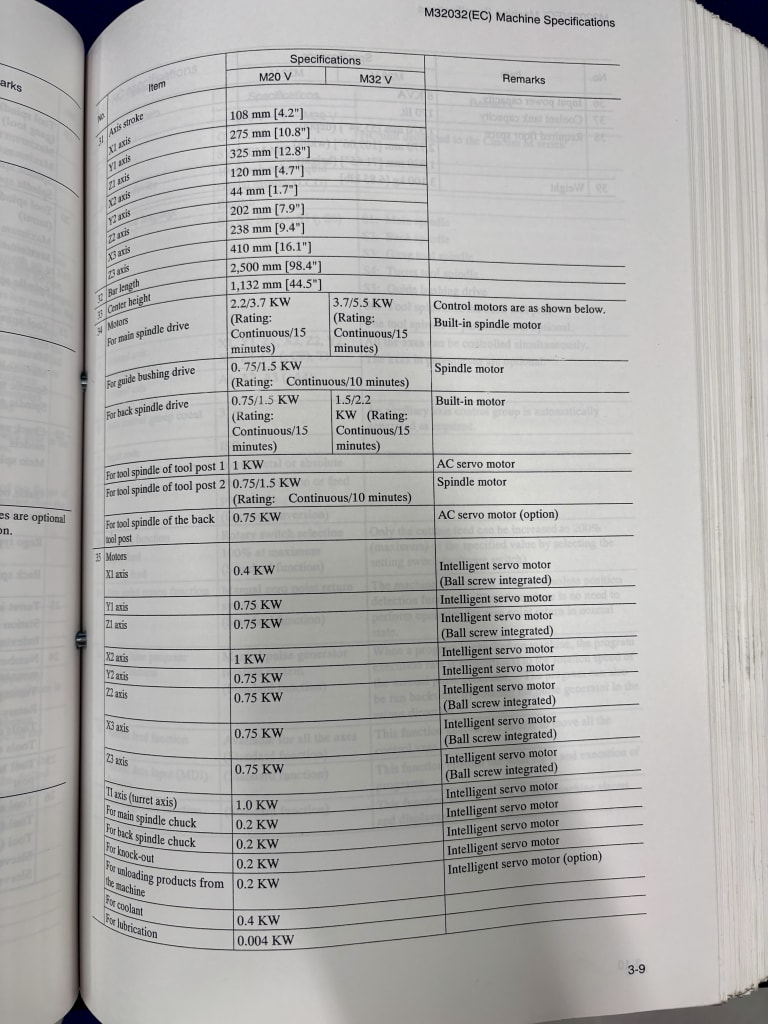 M32032(EC) Machine Specifications
arks
No. Item Specifications Remarks
M20 V M32 V
31 Axis stroke
X1 axis 108 mm [4.2"]
Y1 axis 275 mm [10.8"]
Z1 axis 325 mm [12.8"]
X2 axis 120 mm [4.7"]
Y2 axis 44 mm [1.7"]
Z2 axis 202 mm [7.9"]
X3 axis 238 mm [9.4"]
Z3 axis 410 mm [16.1"]
32 Bar length 2,500 mm [98.4"]
33 Center height 1,132 mm [44.5"]
34 Motors Control motors are as shown below.
For main spindle drive 2.2/3.7 KW 3.7/5.5 KW Built-in spindle motor
(Rating: (Rating:
Continuous/15 Continuous/15
minutes) minutes)
For guide bushing drive 0. 75/1.5 KW Spindle motor
(Rating: Continuous/10 minutes)
For back spindle drive 0.75/1.5 KW 1.5/2.2 Built-in motor
(Rating: KW (Rating:
Continuous/15 Continuous/15
minutes) minutes)
For tool spindle of tool post 1 1 KW AC servo motor
For tool spindle of tool post 2 0.75/1.5 KW Spindle motor
(Rating: Continuous/10 minutes)
es are optional
on.
For tool spindle of the back 0.75 KW AC servo motor (option)
tool post
35 Motors
X1 axis 0.4 KW Intelligent servo motor
(Ball screw integrated)
Y1 axis 0.75 KW Intelligent servo motor
Z1 axis 0.75 KW Intelligent servo motor
(Ball screw integrated)
X2 axis 1 KW Intelligent servo motor
Y2 axis 0.75 KW Intelligent servo motor
Z2 axis 0.75 KW Intelligent servo motor
(Ball screw integrated)
X3 axis 0.75 KW Intelligent servo motor
(Ball screw integrated)
Z3 axis 0.75 KW Intelligent servo motor
(Ball screw integrated)
T1 axis (turret axis) 1.0 KW Intelligent servo motor
For main spindle chuck 0.2 KW Intelligent servo motor
For back spindle chuck 0.2 KW Intelligent servo motor
For knock-out 0.2 KW Intelligent servo motor
For unloading products from 0.2 KW Intelligent servo motor (option)
the machine
For coolant 0.4 KW
For lubrication 0.004 KW
3-9